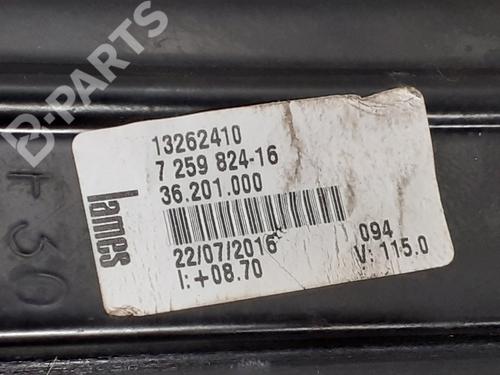 B-PARTS
13262410
7 259 824-16
36.201.000
lames
22/07/2016
094
I: +08.70
V: 115.0
+30